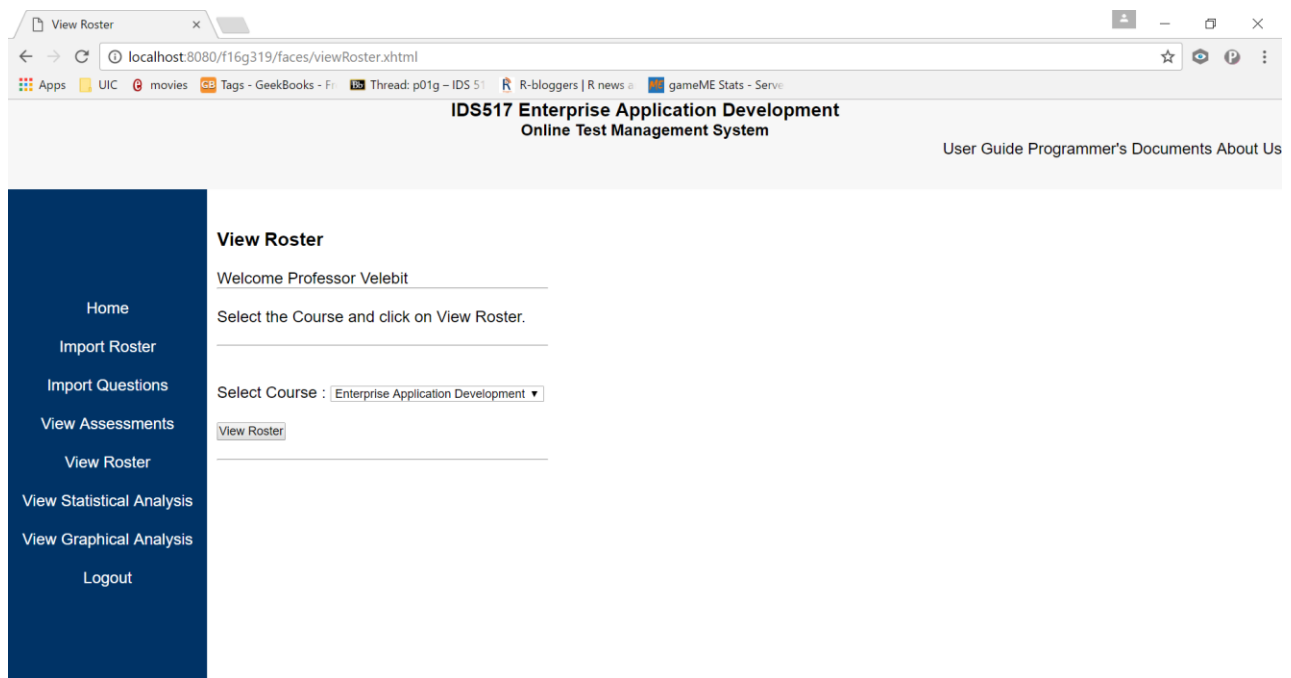 View Roster
localhost:8080/f16g319/faces/viewRoster.xhtml
Apps UIC movies Tags - GeekBooks - Fr Thread: p01g – IDS 51 R-bloggers | R news a gameME Stats - Serve
IDS517 Enterprise Application Development
Online Test Management System
User Guide Programmer's Documents About Us
Home
Import Roster
Import Questions
View Assessments
View Roster
View Statistical Analysis
View Graphical Analysis
Logout
View Roster
Welcome Professor Velebit
Select the Course and click on View Roster.
Select Course : Enterprise Application Development
View Roster